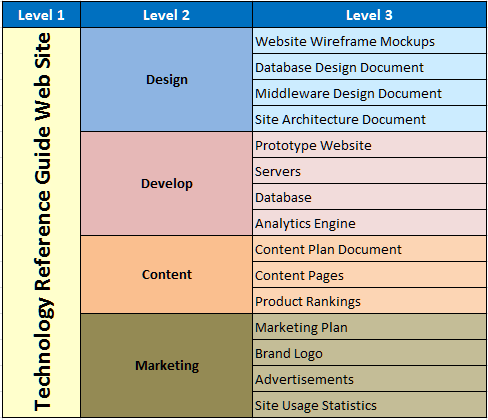 Level 1
Level 2
Level 3
Technology Reference Guide Web Site
Design
Website Wireframe Mockups
Database Design Document
Middleware Design Document
Site Architecture Document
Develop
Prototype Website
Servers
Database
Analytics Engine
Content
Content Plan Document
Content Pages
Product Rankings
Marketing
Marketing Plan
Brand Logo
Advertisements
Site Usage Statistics